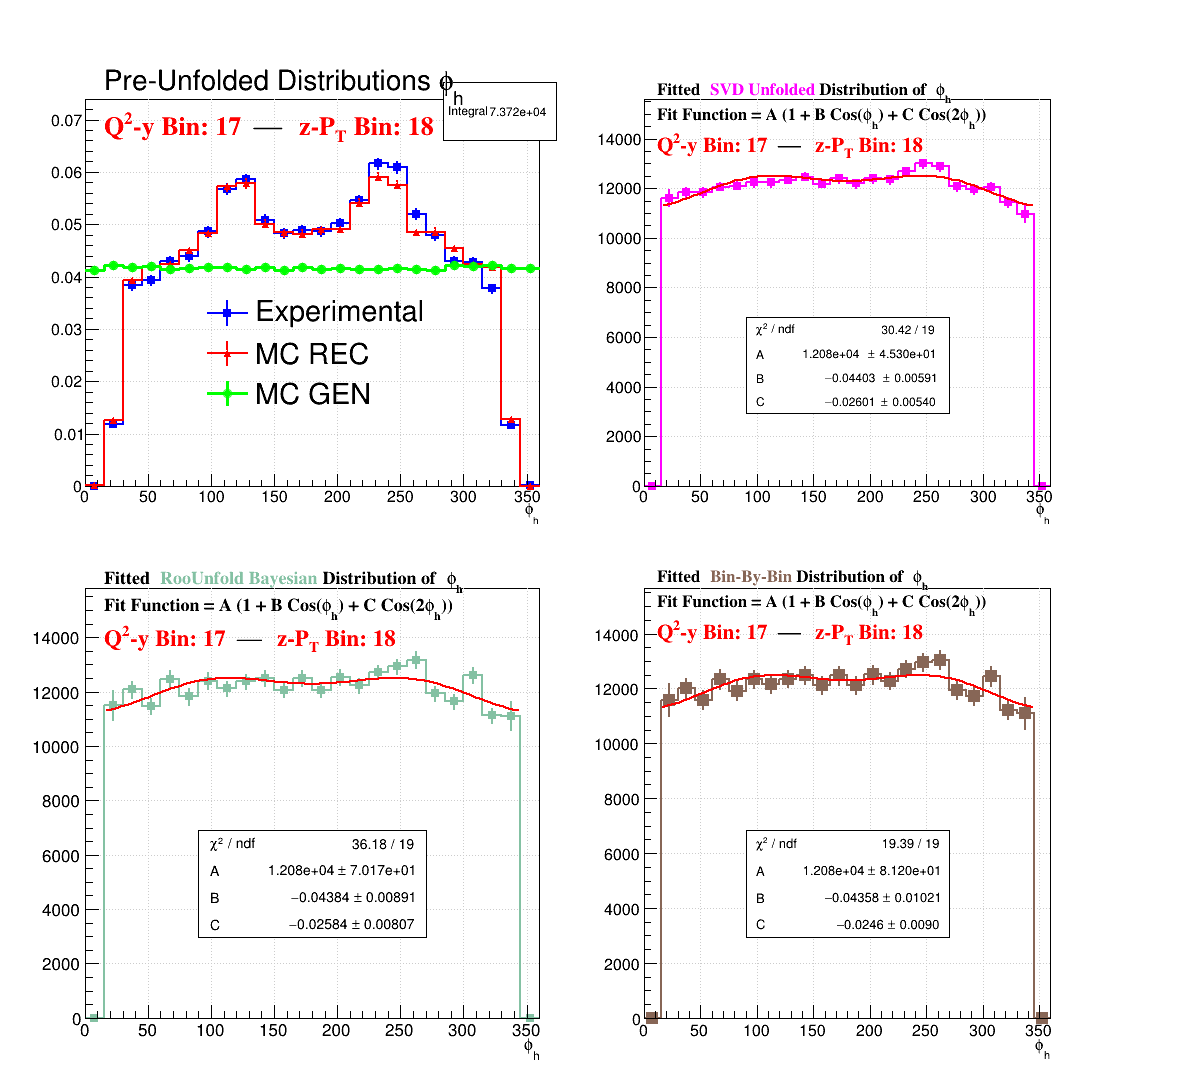 Pre-Unfolded Distributions ϕh
Integral 7.372e+04
Q²-y Bin: 17 — z-PT Bin: 18
0.07
0.06
0.05
0.04
0.03
0.02
0.01
0
Experimental
MC REC
MC GEN
0 50 100 150 200 250 300 350
ϕh
Fitted SVD Unfolded Distribution of ϕh
Fit Function = A (1 + B Cos(ϕh) + C Cos(2ϕh))
Q²-y Bin: 17 — z-PT Bin: 18
14000
12000
10000
8000
6000
4000
2000
0
χ² / ndf 30.42 / 19
A 1.208e+04 ± 4.530e+01
B −0.04403 ± 0.00591
C −0.02601 ± 0.00540
0 50 100 150 200 250 300 350
ϕh
Fitted RooUnfold Bayesian Distribution of ϕh
Fit Function = A (1 + B Cos(ϕh) + C Cos(2ϕh))
Q²-y Bin: 17 — z-PT Bin: 18
14000
12000
10000
8000
6000
4000
2000
0
χ² / ndf 36.18 / 19
A 1.208e+04 ± 7.017e+01
B −0.04384 ± 0.00891
C −0.02584 ± 0.00807
0 50 100 150 200 250 300 350
ϕh
Fitted Bin-By-Bin Distribution of ϕh
Fit Function = A (1 + B Cos(ϕh) + C Cos(2ϕh))
Q²-y Bin: 17 — z-PT Bin: 18
14000
12000
10000
8000
6000
4000
2000
0
χ² / ndf 19.39 / 19
A 1.208e+04 ± 8.120e+01
B −0.04358 ± 0.01021
C −0.0246 ± 0.0090
0 50 100 150 200 250 300 350
ϕh